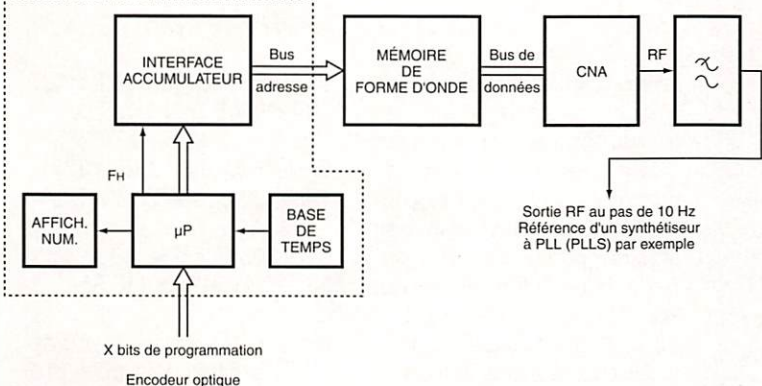 INTERFACE
ACCUMULATEUR
Bus
adresse
MÉMOIRE
DE
FORME D'ONDE
Bus de
données
CNA
RF
FH
AFFICH.
NUM.
µP
BASE
DE
TEMPS
Sortie RF au pas de 10 Hz
Référence d'un synthétiseur
à PLL (PLLS) par exemple
X bits de programmation
Encodeur optique